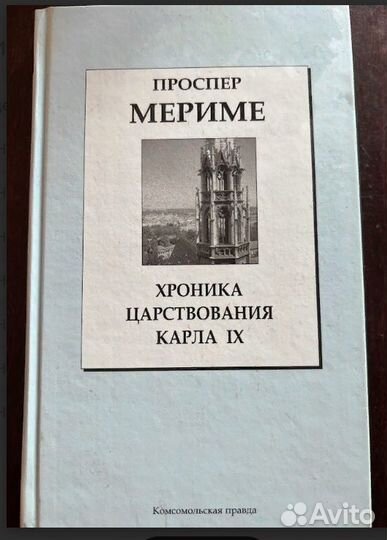 ПРОСПЕР
МЕРИМЕ
ХРОНИКА
ЦАРСТВОВАНИЯ
КАРЛА IX
Комсомольская правда
Avito